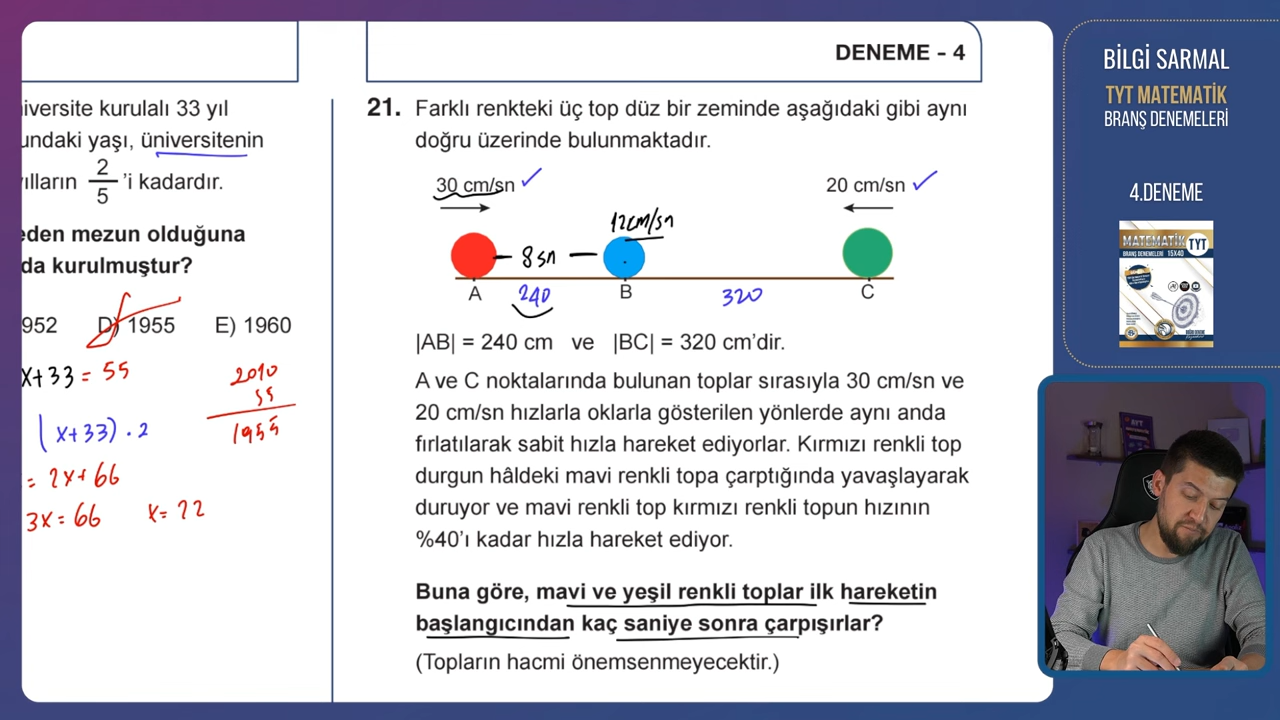 iversite kurulalı 33 yıl
undaki yaşı, üniversitenin
ılların 2/5 'i kadardır.
eden mezun olduğuna
da kurulmuştur?
952 D) 1955 E) 1960
x+33 = 55
2010
55
1955
(x+33) . 2
= 2x+66
3x = 66 x = 22
DENEME - 4
21. Farklı renkteki üç top düz bir zeminde aşağıdaki gibi aynı
doğru üzerinde bulunmaktadır.
30 cm/sn 20 cm/sn
12cm/sn
8sn
A 240 B 320 C
|AB| = 240 cm ve |BC| = 320 cm'dir.
A ve C noktalarında bulunan toplar sırasıyla 30 cm/sn ve
20 cm/sn hızlarla oklarla gösterilen yönlerde aynı anda
fırlatılarak sabit hızla hareket ediyorlar. Kırmızı renkli top
durgun hâldeki mavi renkli topa çarptığında yavaşlayarak
duruyor ve mavi renkli top kırmızı renkli topun hızının
%40'ı kadar hızla hareket ediyor.
Buna göre, mavi ve yeşil renkli toplar ilk hareketin
başlangıcından kaç saniye sonra çarpışırlar?
(Topların hacmi önemsenmeyecektir.)
BİLGİ SARMAL
TYT MATEMATİK
BRANŞ DENEMELERİ
4.DENEME
MATEMATİK TYT
BRANŞ DENEMELERİ 15X40